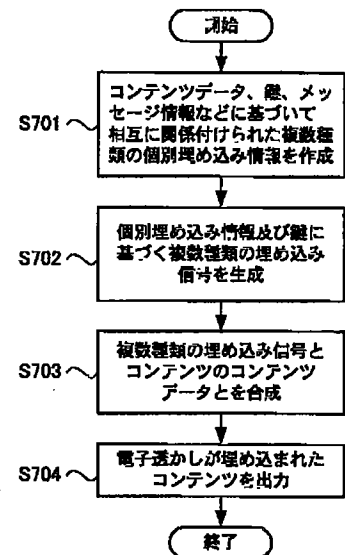 開始
S701
コンテンツデータ、鍵、メッ
セージ情報などに基づいて
相互に関係付けられた複数種
類の個別埋め込み情報を作成
S702
個別埋め込み情報及び鍵に
基づく複数種類の埋め込み
信号を生成
S703
複数種類の埋め込み信号と
コンテンツのコンテンツ
データとを合成
S704
電子透かしが埋め込まれた
コンテンツを出力
終了